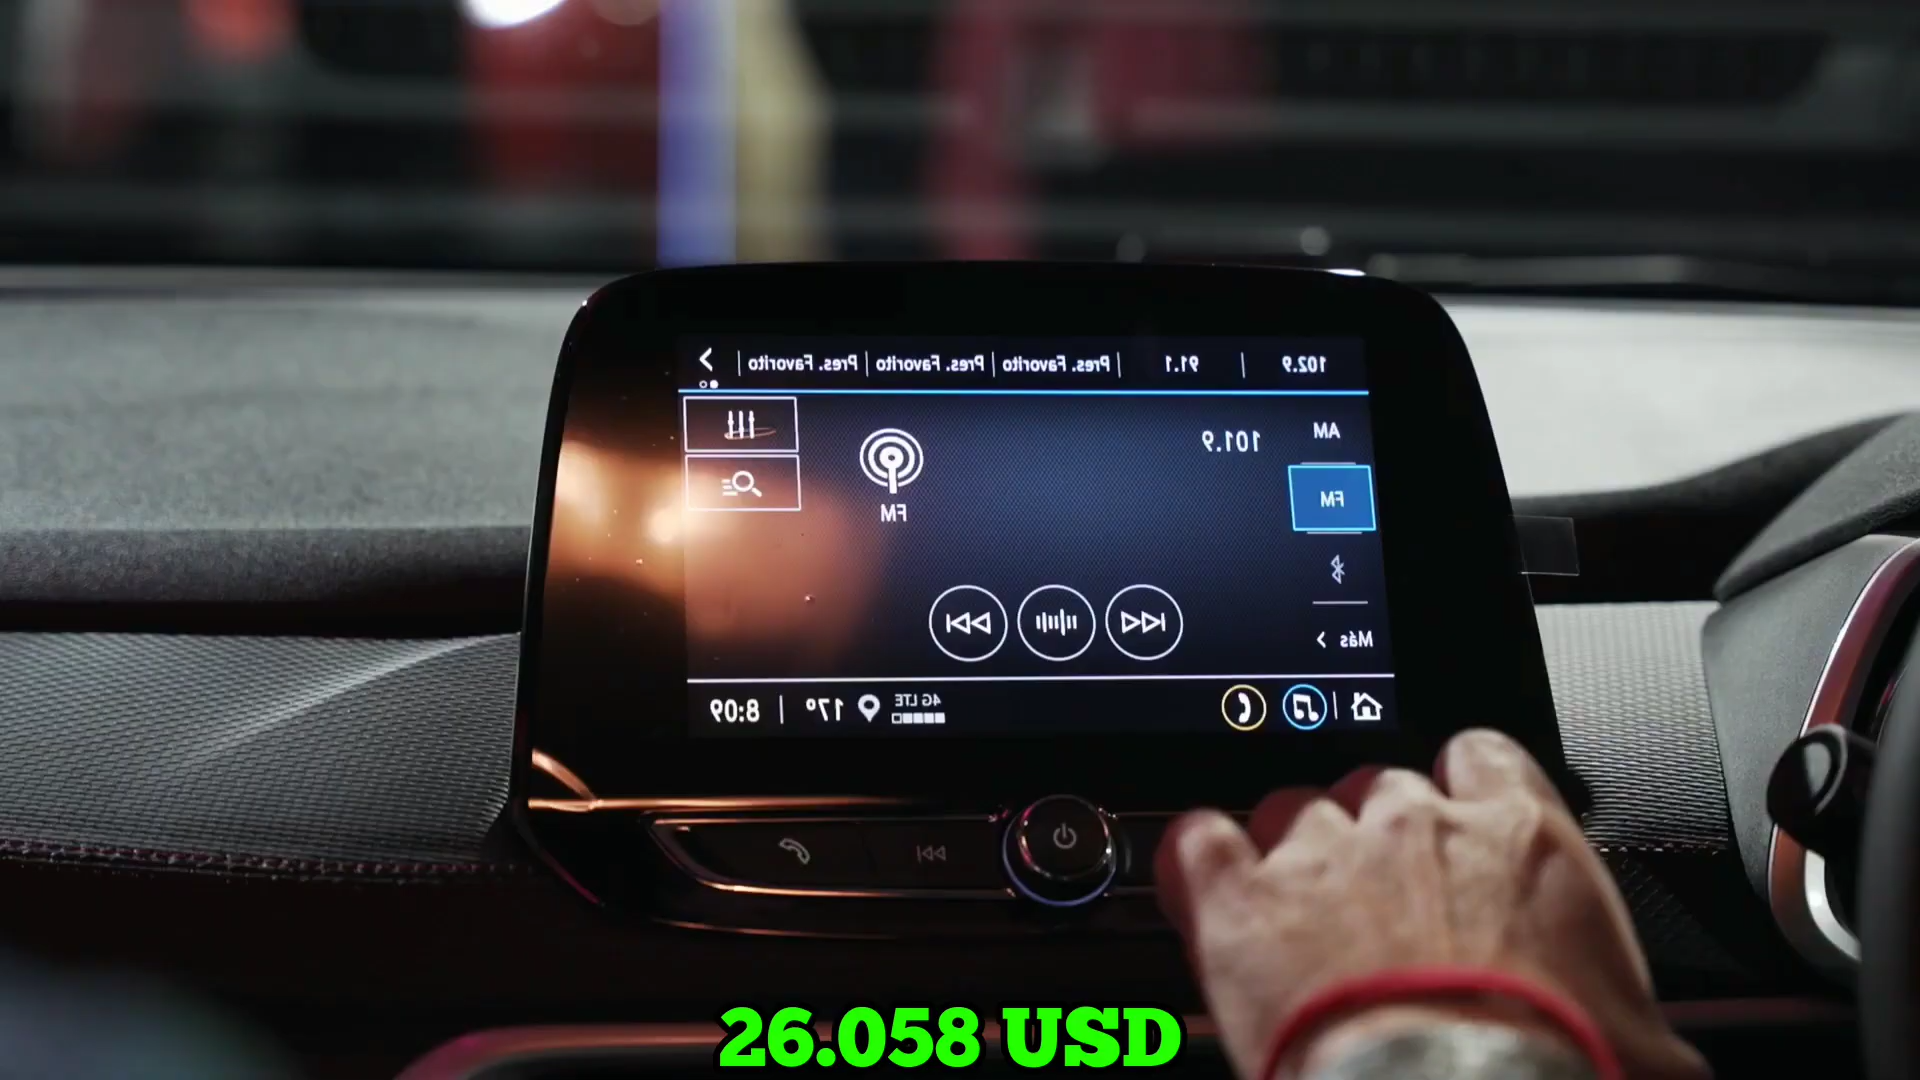 102.9 | 91.1 | Pres. Favorito | Pres. Favorito | Pres. Favorito
AM
101.9
FM
FM
Más
4G LTE
17°
8:09
26.058 USD